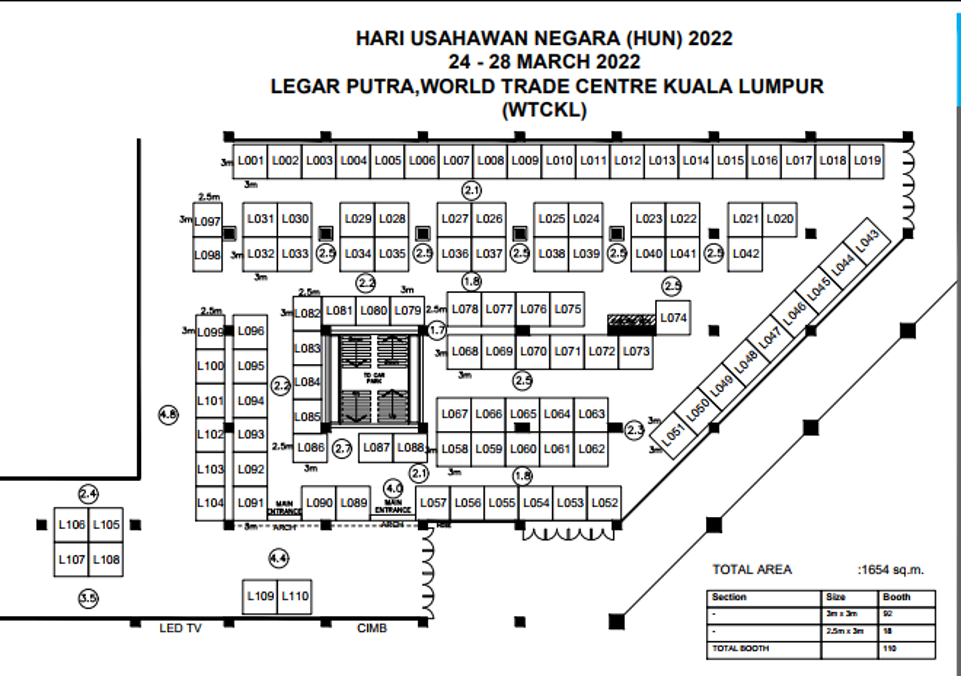 HARI USAHAWAN NEGARA (HUN) 2022
24 - 28 MARCH 2022
LEGAR PUTRA,WORLD TRADE CENTRE KUALA LUMPUR
(WTCKL)
3m L001 L002 L003 L004 L005 L006 L007 L008 L009 L010 L011 L012 L013 L014 L015 L016 L017 L018 L019
3m
2.1
2.5m
3m L097 L031 L030 L029 L028 L027 L026 L025 L024 L023 L022 L021 L020
L098 3m L032 L033 2.5 L034 L035 2.5 L036 L037 2.5 L038 L039 2.5 L040 L041 2.5 L042
3m
L043
L044
L045
L046
L047
L048
L049
L050
L051
3m
3m
2.2 1.8 2.5
2.5m 3m
3m L082 L081 L080 L079 2.5m L078 L077 L076 L075 L074
2.5m
3m L099 L096 1.7
L083 3m L068 L069 L070 L071 L072 L073
3m
L100 L095
TO CAR
PARK
2.2 L084 2.5
L101 L094
4.8 L085 L067 L066 L065 L064 L063
L102 L093 2.3
2.5m L086 2.7 L087 L088 3m L058 L059 L060 L061 L062
3m 3m
L103 L092 2.1 1.8
4.0
L104 L091 MAIN
ENTRANCE L090 L089 MAIN
ENTRANCE L057 L056 L055 L054 L053 L052
3m ARCH ARCH
2.4
L106 L105
L107 L108
4.4
3.5
L109 L110
LED TV CIMB
TOTAL AREA :1654 sq.m.
Section Size Booth
- 3m x 3m 92
- 2.5m x 3m 18
TOTAL BOOTH 110